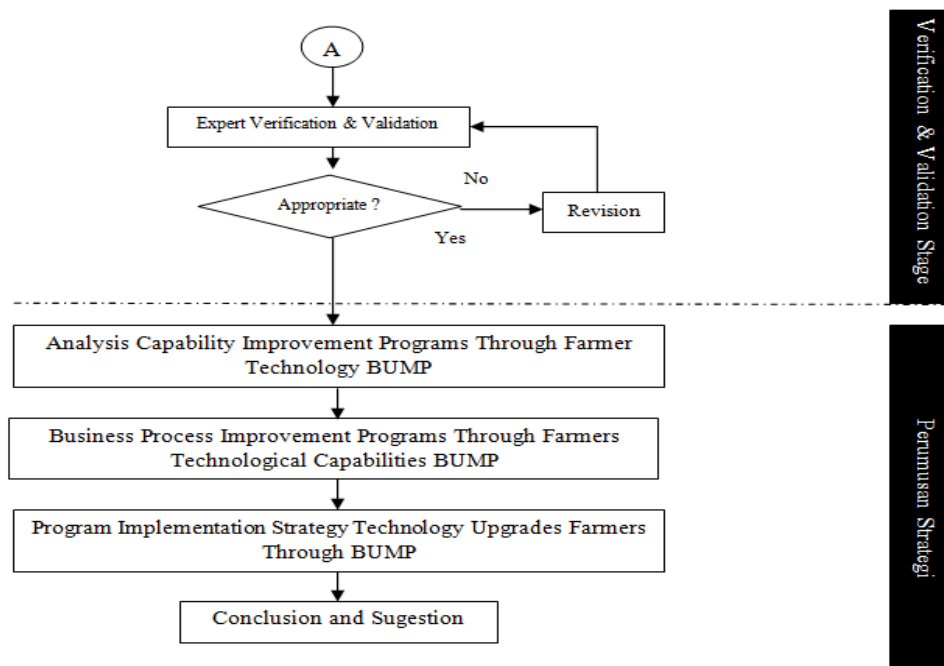 A
Expert Verification & Validation
No
Appropriate ?
Revision
Yes
Verification & Validation Stage
Analysis Capability Improvement Programs Through Farmer
Technology BUMP
Business Process Improvement Programs Through Farmers
Technological Capabilities BUMP
Program Implementation Strategy Technology Upgrades Farmers
Through BUMP
Conclusion and Sugestion
Perumusan Strategi